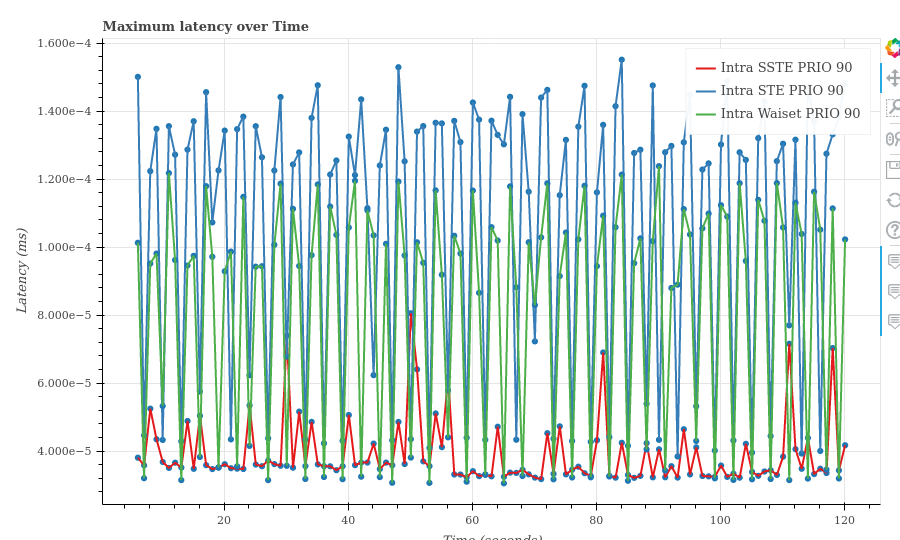 Maximum latency over Time
1.600e−4
1.400e−4
1.200e−4
1.000e−4
8.000e−5
6.000e−5
4.000e−5
Latency (ms)
Intra SSTE PRIO 90
Intra STE PRIO 90
Intra Waiset PRIO 90
20
40
60
80
100
120
Time (seconds)